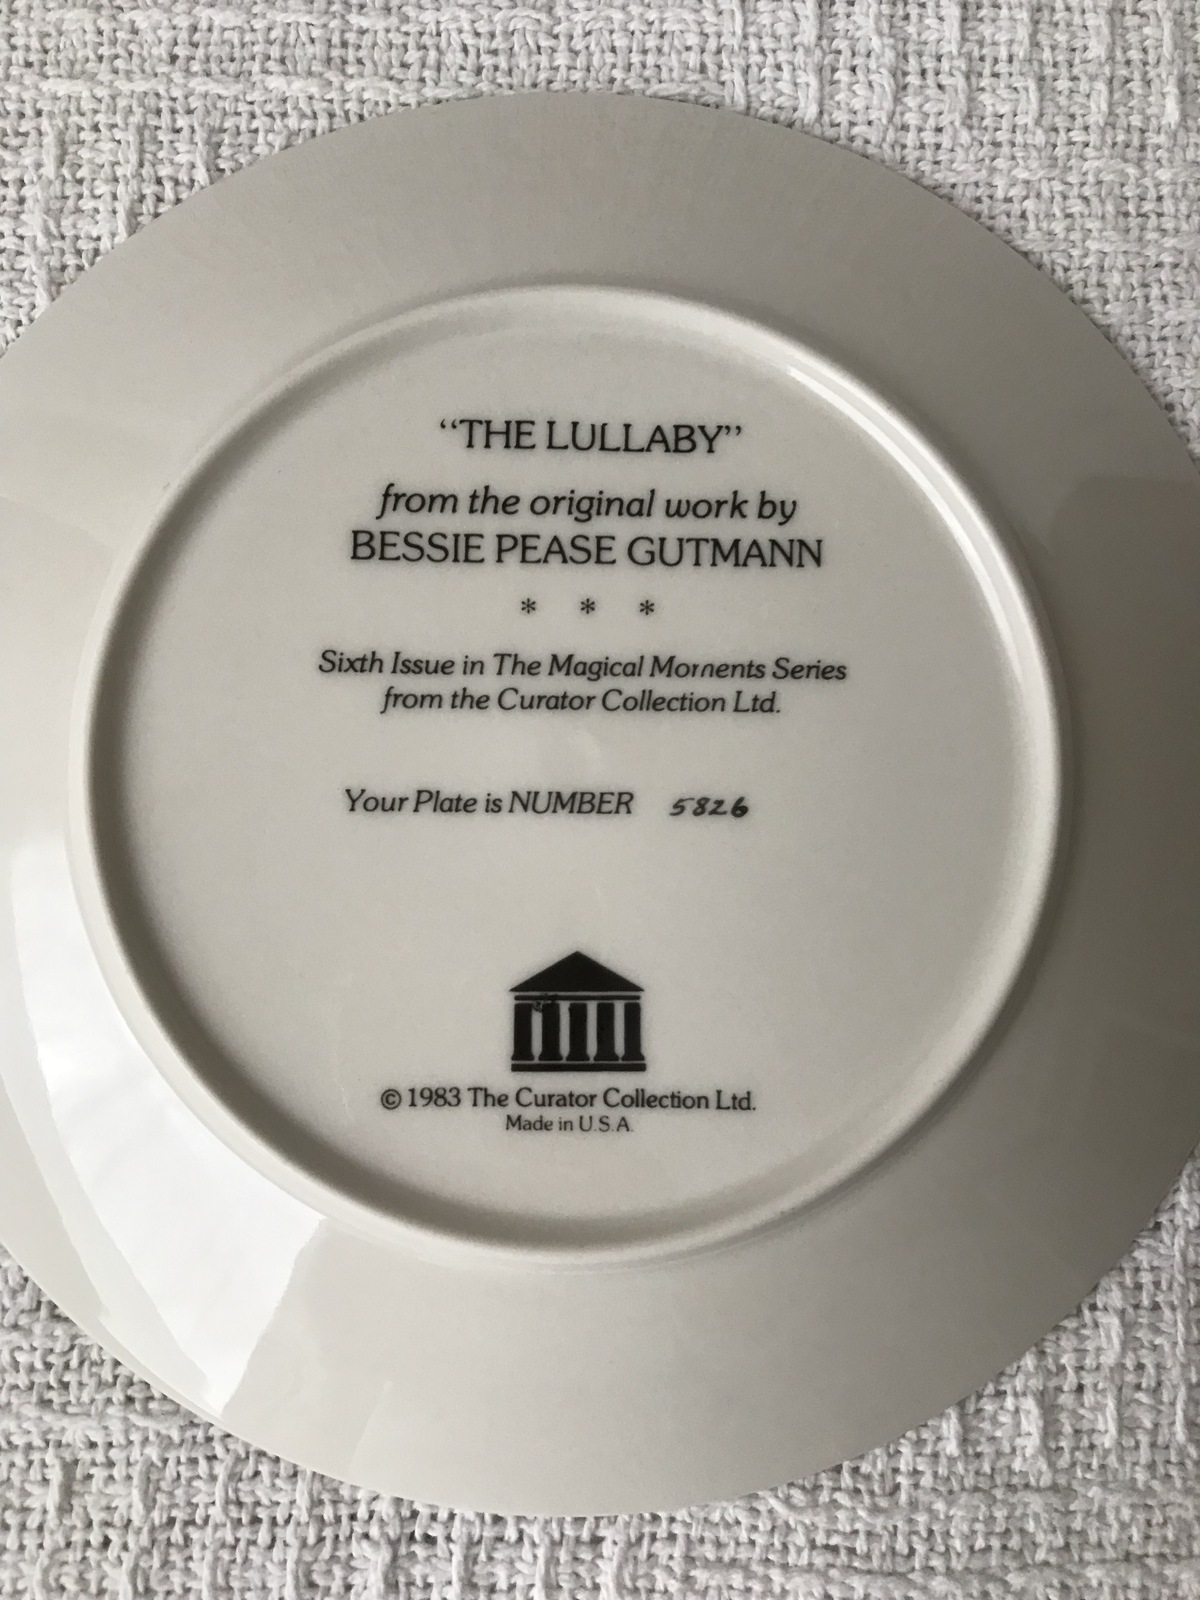 “THE LULLABY”
from the original work by
BESSIE PEASE GUTMANN
* * *
Sixth Issue in The Magical Moments Series
from the Curator Collection Ltd.
Your Plate is NUMBER 5826
© 1983 The Curator Collection Ltd.
Made in U.S.A.